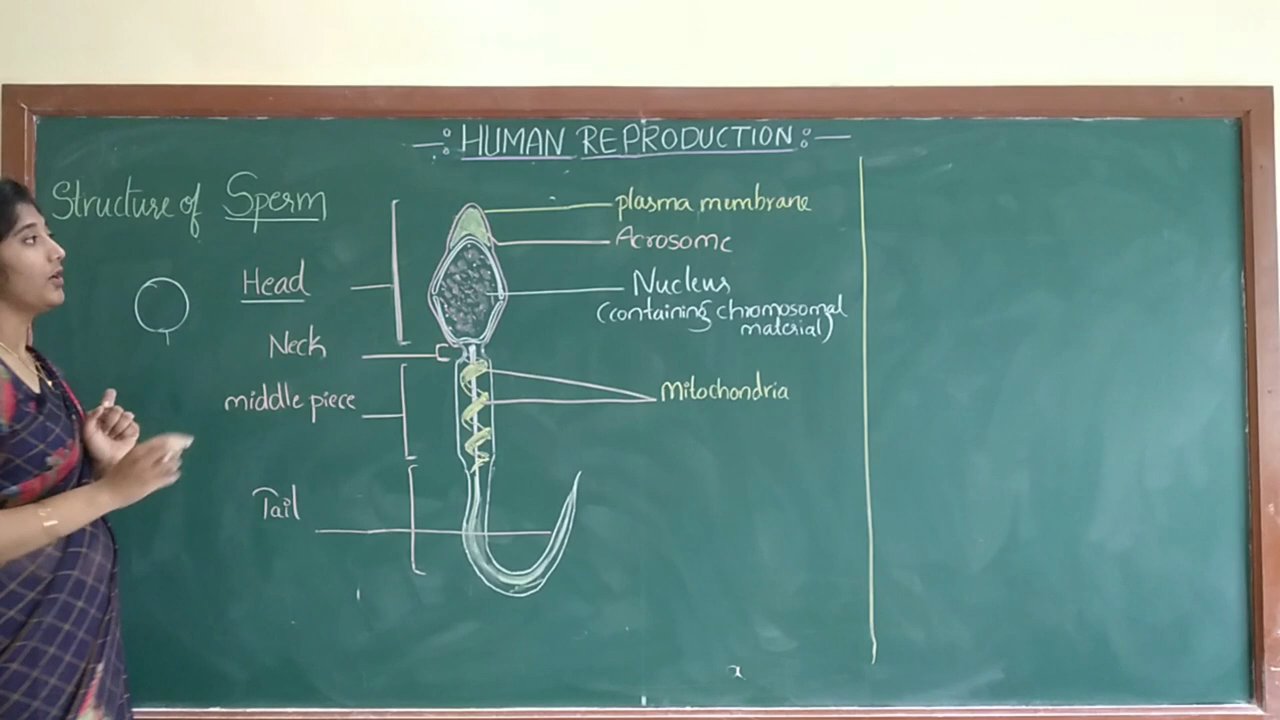 -: HUMAN REPRODUCTION :-
Structure of Sperm
plasma membrane
Acrosome
Head
Nucleus
(containing chromosomal
material)
Neck
middle piece
Mitochondria
Tail